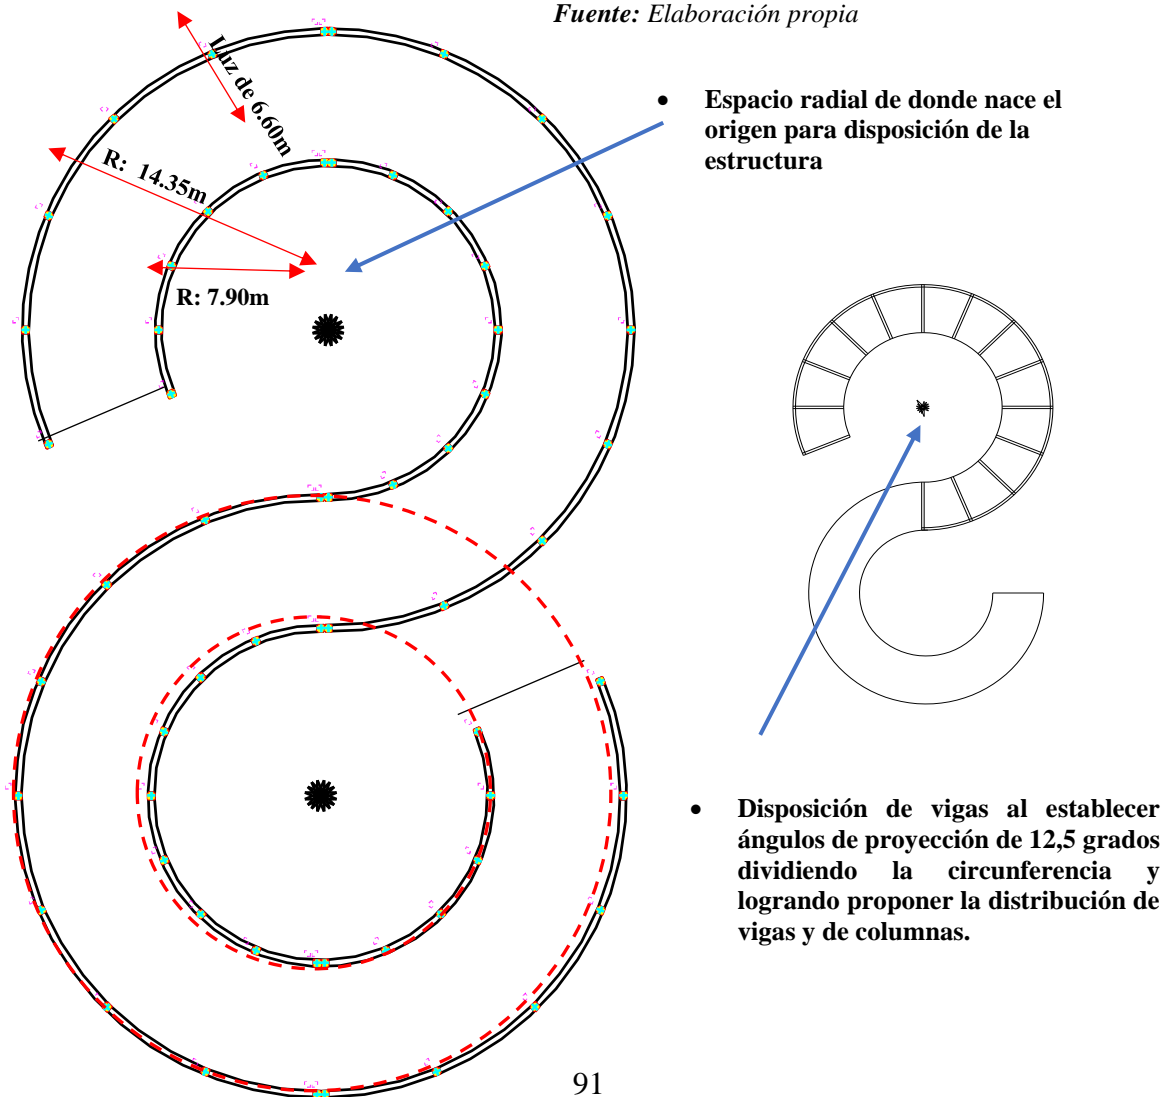 Fuente: Elaboración propia
• Espacio radial de donde nace el
origen para disposición de la
estructura
Luz de 6.60m
R: 14.35m
R: 7.90m
• Disposición de vigas al establecer
ángulos de proyección de 12,5 grados
dividiendo la circunferencia y
logrando proponer la distribución de
vigas y de columnas.
91